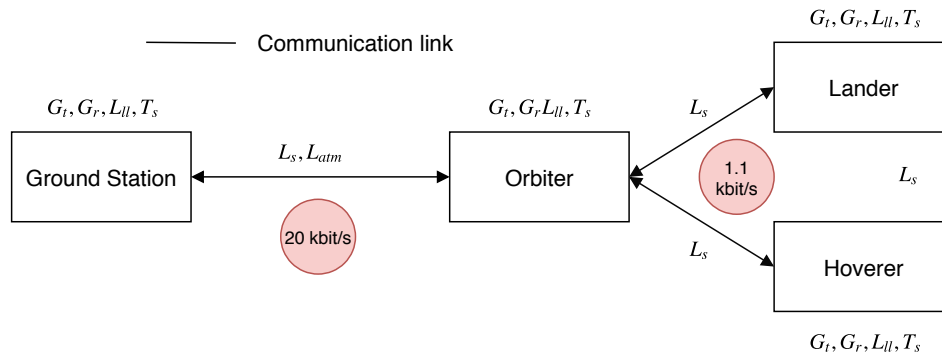 G_t, G_r, L_ll, T_s
Communication link
Lander
G_t, G_r, L_ll, T_s
G_t, G_r L_ll, T_s
L_s
L_s, L_atm
Ground Station
Orbiter
1.1
kbit/s
L_s
20 kbit/s
L_s
Hoverer
G_t, G_r, L_ll, T_s